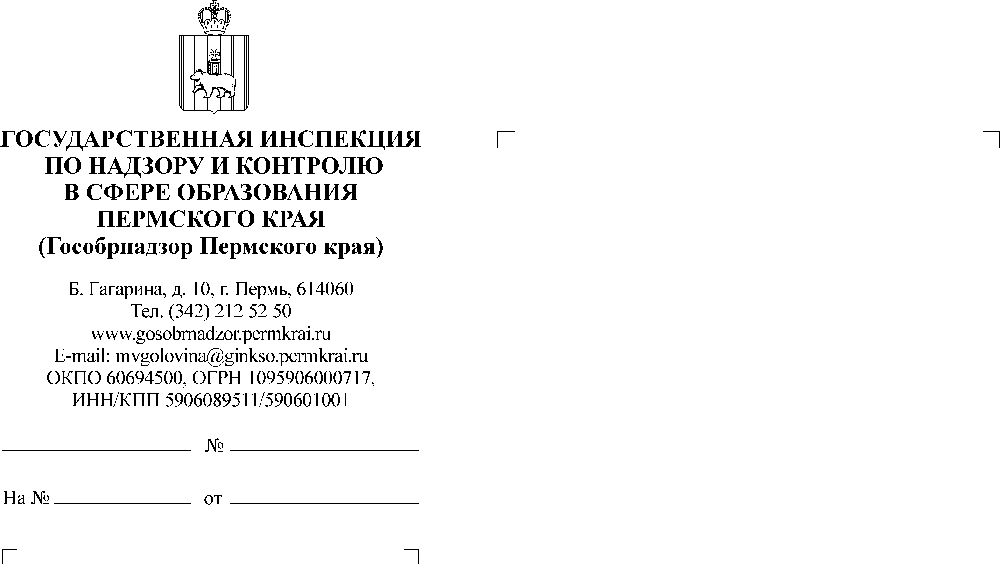 ГОСУДАРСТВЕННАЯ ИНСПЕКЦИЯ
ПО НАДЗОРУ И КОНТРОЛЮ
В СФЕРЕ ОБРАЗОВАНИЯ
ПЕРМСКОГО КРАЯ
(Гособрнадзор Пермского края)
Б. Гагарина, д. 10, г. Пермь, 614060
Тел. (342) 212 52 50
www.gosobrnadzor.permkrai.ru
E-mail: mvgolovina@ginkso.permkrai.ru
ОКПО 60694500, ОГРН 1095906000717,
ИНН/КПП 5906089511/590601001
№
На № от